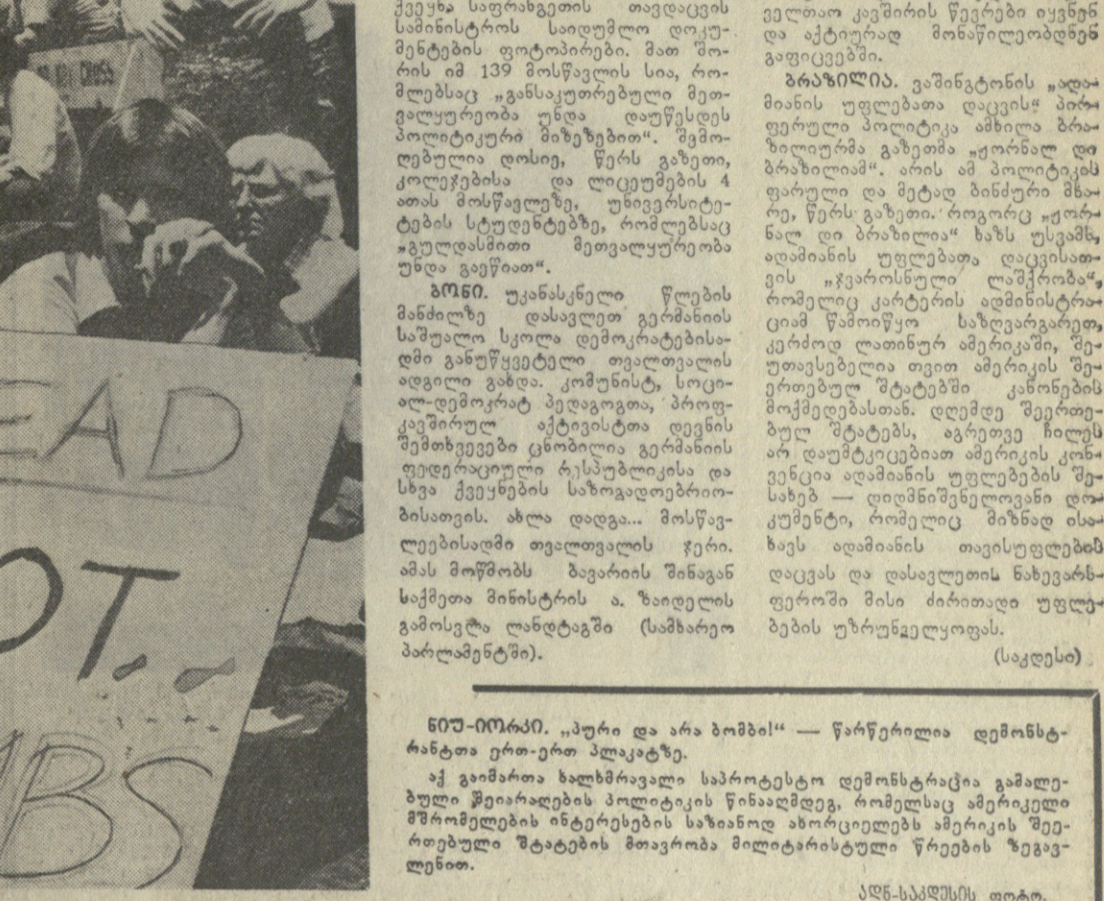 CROSS
EAD
OT..
MBS
ქვეყნა საფრანგეთის თავდაცვის
სამინისტროს საიდუმლო დოკუ-
მენტების ფოტოპირები. მათ შო-
რის იმ 139 მოსწავლის სია, რო-
მლებსაც „განსაკუთრებული მეთ-
ვალყურეობა უნდა დაუწესდეს
პოლიტიკური მიზეზებით“. შემო-
ღებულია დოსიე, წერს გაზეთი,
კოლეჯებისა და ლიცეუმების 4
ათას მოსწავლეზე, უნივერსიტე-
ტების სტუდენტებზე, რომლებსაც
„გულდასმითი მეთვალყურეობა
უნდა გაეწიათ“.
ბონი. უკანასკნელი წლების
მანძილზე დასავლეთ გერმანიის
საშუალო სკოლა დემოკრატებისა-
დმი განუწყვეტელი თვალთვალის
ადგილი გახდა. კომუნისტ, სოცი-
ალ-დემოკრატ პედაგოგთა, პროფ-
კავშირულ აქტივისტთა დევნის
შემთხვევები ცნობილია გერმანიის
ფედერაციული რესპუბლიკისა და
სხვა ქვეყნების საზოგადოებრიო-
ბისათვის. ახლა დადგა... მოსწავ-
ლეებისადმი თვალთვალის ჯერი.
ამას მოწმობს ბავარიის შინაგან
საქმეთა მინისტრის ა. ზაიდელის
გამოსვლა ლანდტაგში (სამხარეო
პარლამენტში).
ველთაო კავშირის წევრები იყვნენ
და აქტიურად მონაწილეობდნენ
გაფიცვებში.
ბრაზილია. ვაშინგტონის „ადა-
მიანის უფლებათა დაცვის“ პირ-
ფერული პოლიტიკა ამხილა ბრა-
ზილიურმა გაზეთმა „ჟორნალ დი
ბრაზილიამ“. არის ამ პოლიტიკის
ფარული და მეტად ბინძური მხა-
რე, წერს გაზეთი. როგორც „ჟორ-
ნალ დი ბრაზილია“ ხაზს უსვამს,
ადამიანის უფლებათა დაცვისათ-
ვის „ჯვაროსნული ლაშქრობა“,
რომელიც კარტერის ადმინისტრა-
ციამ წამოიწყო საზღვარგარეთ,
კერძოდ ლათინურ ამერიკაში, შე-
უთავსებელია თვით ამერიკის შე-
ერთებულ შტატებში კანონების
მოქმედებასთან. დღემდე შეერთე-
ბულ შტატებს, აგრეთვე ჩილეს
არ დაუმტკიცებიათ ამერიკის კონ-
ვენცია ადამიანის უფლებების შე-
სახებ — დიდმნიშვნელოვანი დო-
კუმენტი, რომელიც მიზნად ისა-
ხავს ადამიანის თავისუფლების
დაცვას და დასავლეთის ნახევარს-
ფეროში მისი ძირითადი უფლე-
ბების უზრუნველყოფას.
(საკდესი)
ნიუ-იორკი. „პური და არა ბომბი!“ — წარწერილია დემონსტ-
რანტთა ერთ-ერთ პლაკატზე.
აქ გაიმართა ხალხმრავალი საპროტესტო დემონსტრაცია გამალე-
ბული შეიარაღების პოლიტიკის წინააღმდეგ, რომელსაც ამერიკელი
მშრომელების ინტერესების საზიანოდ ახორციელებს ამერიკის შეე-
რთებული შტატების მთავრობა მილიტარისტული წრეების ზეგავ-
ლენით.
ადნ-საკდესის ფოტო.